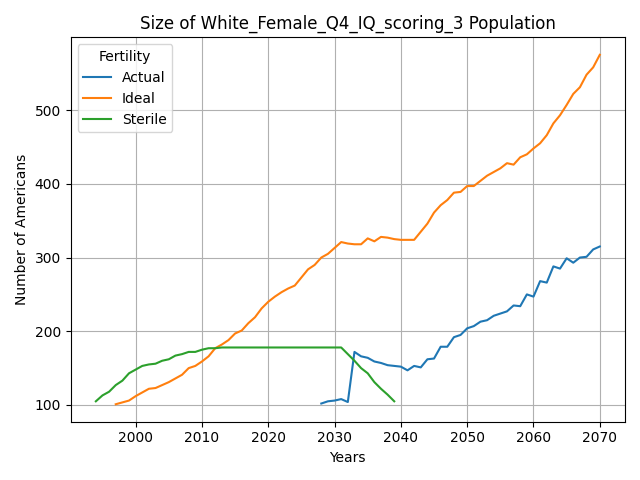 Size of White_Female_Q4_IQ_scoring_3 Population
Fertility
Actual
Ideal
Sterile
Number of Americans
500
400
300
200
100
2000
2010
2020
2030
2040
2050
2060
2070
Years